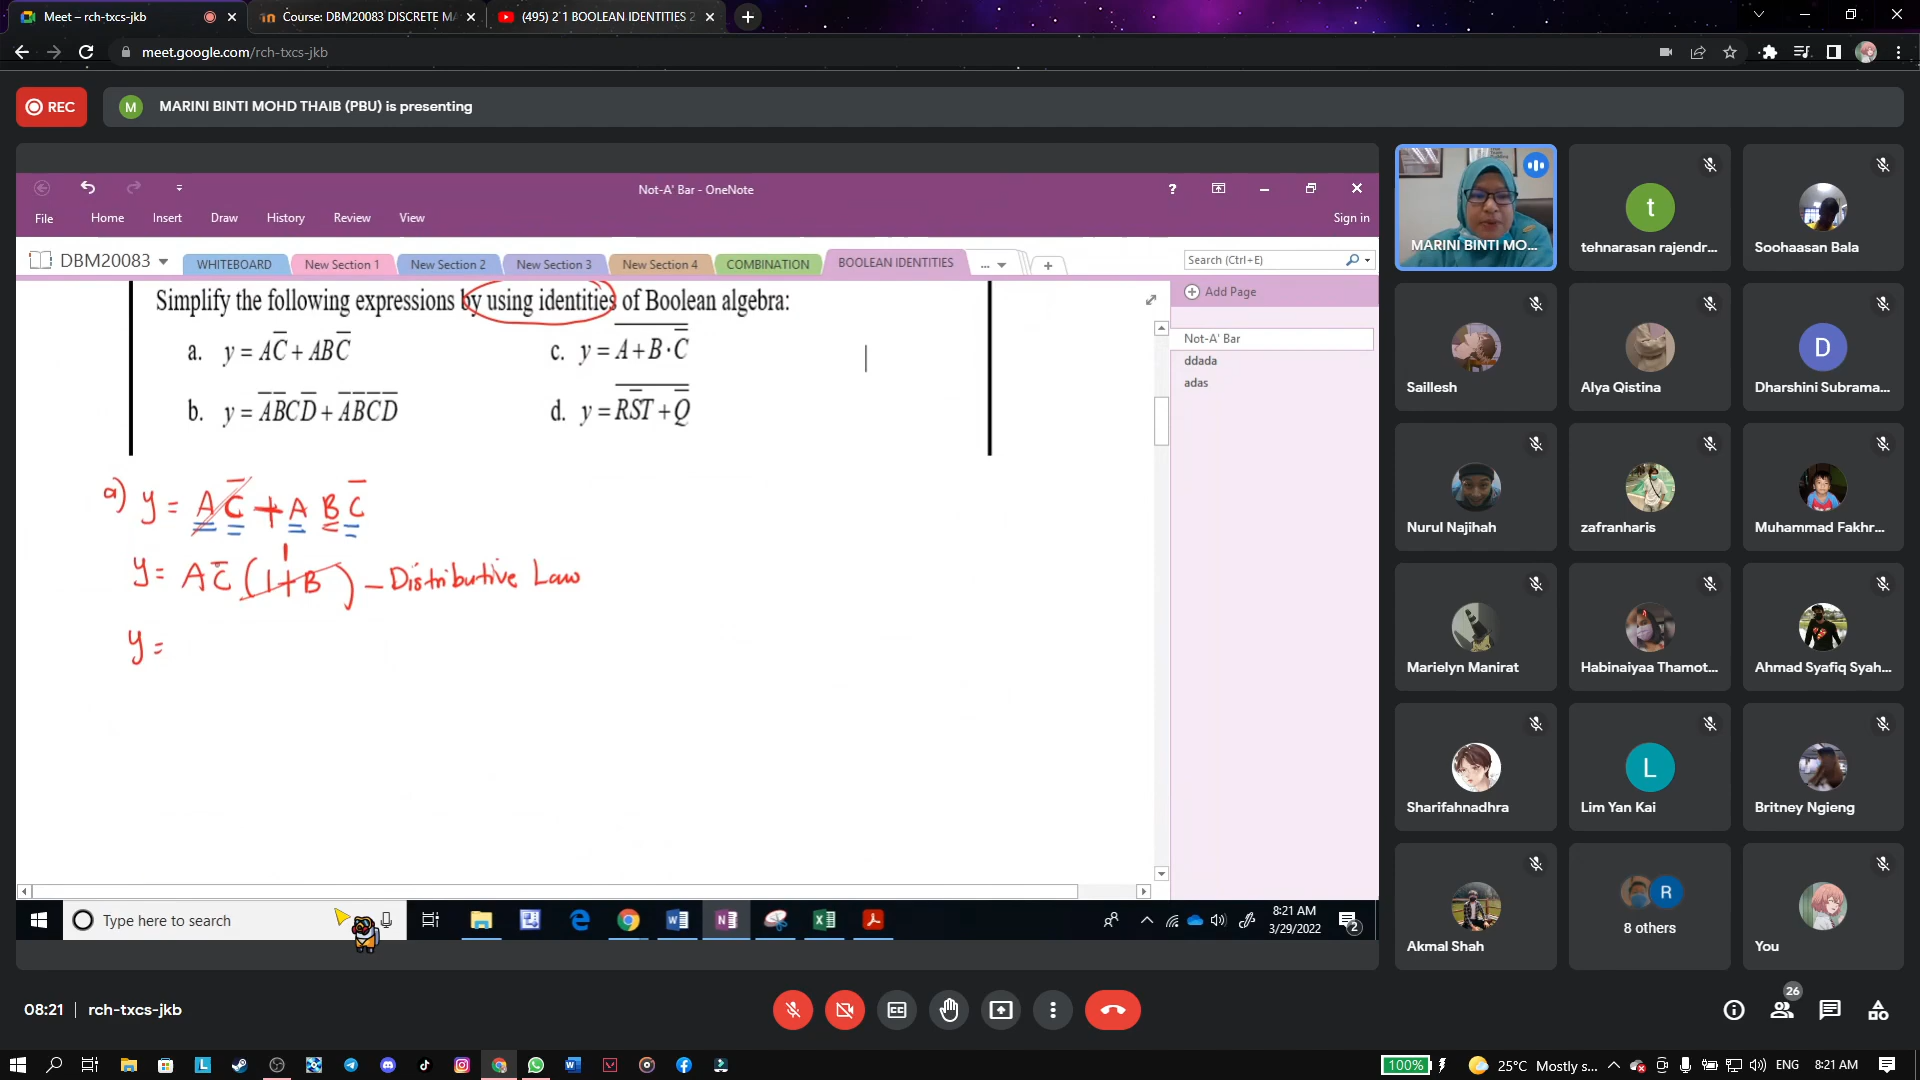 Meet – rch-txcs-jkb
Course: DBM20083 DISCRETE MA
(495) 2 1 BOOLEAN IDENTITIES 2
meet.google.com/rch-txcs-jkb
REC
M
MARINI BINTI MOHD THAIB (PBU) is presenting
Not-A' Bar - OneNote
File Home Insert Draw History Review View
Sign in
DBM20083
WHITEBOARD New Section 1 New Section 2 New Section 3 New Section 4 COMBINATION BOOLEAN IDENTITIES ...
Search (Ctrl+E)
Add Page
Not-A' Bar
ddada
adas
Simplify the following expressions by using identities of Boolean algebra:
a. y = AC̅ + ABC̅
c. y = \overline{A + B · C̅}
b. y = A̅B̅CD̅ + A̅B̅C̅D̅
d. y = \overline{RS̅T + Q̅}
a) y = A C̅ + A B C̅
1
y = A C̅ (1 + B) – Distributive Law
y =
Type here to search
8:21 AM
3/29/2022
2
MARINI BINTI MO...
t
tehnarasan rajendr...
Soohaasan Bala
Saillesh
Alya Qistina
D
Dharshini Subrama...
Nurul Najihah
zafranharis
Muhammad Fakhr...
Marielyn Manirat
Habinaiyaa Thamot...
Ahmad Syafiq Syah...
Sharifahnadhra
L
Lim Yan Kai
Britney Ngieng
Akmal Shah
R
8 others
You
08:21 | rch-txcs-jkb
26
100%
25°C Mostly s...
ENG
8:21 AM